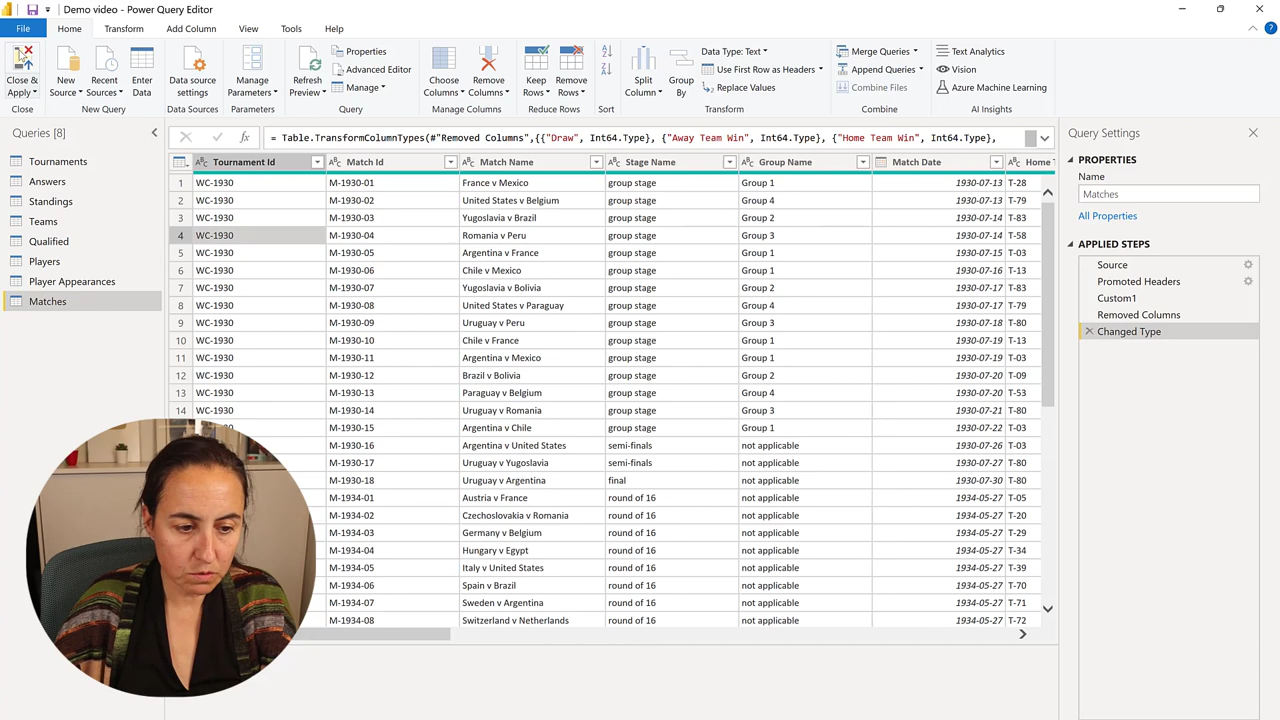 Demo video - Power Query Editor
File Home Transform Add Column View Tools Help
Close & Apply
New Source
Recent Sources
Enter Data
Data source settings
Manage Parameters
Refresh Preview
Properties
Advanced Editor
Manage
Choose Columns
Remove Columns
Keep Rows
Remove Rows
Split Column
Group By
Data Type: Text
Use First Row as Headers
Replace Values
Merge Queries
Append Queries
Combine Files
Text Analytics
Vision
Azure Machine Learning
Close New Query Data Sources Parameters Query Manage Columns Reduce Rows Sort Transform Combine AI Insights
Queries [8]
Tournaments
Answers
Standings
Teams
Qualified
Players
Player Appearances
Matches
= Table.TransformColumnTypes(#"Removed Columns",{{"Draw", Int64.Type}, {"Away Team Win", Int64.Type}, {"Home Team Win", Int64.Type},
Tournament Id Match Id Match Name Stage Name Group Name Match Date Home T
1 WC-1930 M-1930-01 France v Mexico group stage Group 1 1930-07-13 T-28
2 WC-1930 M-1930-02 United States v Belgium group stage Group 4 1930-07-13 T-79
3 WC-1930 M-1930-03 Yugoslavia v Brazil group stage Group 2 1930-07-14 T-83
4 WC-1930 M-1930-04 Romania v Peru group stage Group 3 1930-07-14 T-58
5 WC-1930 M-1930-05 Argentina v France group stage Group 1 1930-07-15 T-03
6 WC-1930 M-1930-06 Chile v Mexico group stage Group 1 1930-07-16 T-13
7 WC-1930 M-1930-07 Yugoslavia v Bolivia group stage Group 2 1930-07-17 T-83
8 WC-1930 M-1930-08 United States v Paraguay group stage Group 4 1930-07-17 T-79
9 WC-1930 M-1930-09 Uruguay v Peru group stage Group 3 1930-07-18 T-80
10 WC-1930 M-1930-10 Chile v France group stage Group 1 1930-07-19 T-13
11 WC-1930 M-1930-11 Argentina v Mexico group stage Group 1 1930-07-19 T-03
12 WC-1930 M-1930-12 Brazil v Bolivia group stage Group 2 1930-07-20 T-09
13 WC-1930 M-1930-13 Paraguay v Belgium group stage Group 4 1930-07-20 T-53
14 WC-1930 M-1930-14 Uruguay v Romania group stage Group 3 1930-07-21 T-80
M-1930-15 Argentina v Chile group stage Group 1 1930-07-22 T-03
M-1930-16 Argentina v United States semi-finals not applicable 1930-07-26 T-03
M-1930-17 Uruguay v Yugoslavia semi-finals not applicable 1930-07-27 T-80
M-1930-18 Uruguay v Argentina final not applicable 1930-07-30 T-80
M-1934-01 Austria v France round of 16 not applicable 1934-05-27 T-05
M-1934-02 Czechoslovakia v Romania round of 16 not applicable 1934-05-27 T-20
M-1934-03 Germany v Belgium round of 16 not applicable 1934-05-27 T-29
M-1934-04 Hungary v Egypt round of 16 not applicable 1934-05-27 T-34
M-1934-05 Italy v United States round of 16 not applicable 1934-05-27 T-39
M-1934-06 Spain v Brazil round of 16 not applicable 1934-05-27 T-70
M-1934-07 Sweden v Argentina round of 16 not applicable 1934-05-27 T-71
M-1934-08 Switzerland v Netherlands round of 16 not applicable 1934-05-27 T-72
Query Settings
PROPERTIES
Name
Matches
All Properties
APPLIED STEPS
Source
Promoted Headers
Custom1
Removed Columns
Changed Type